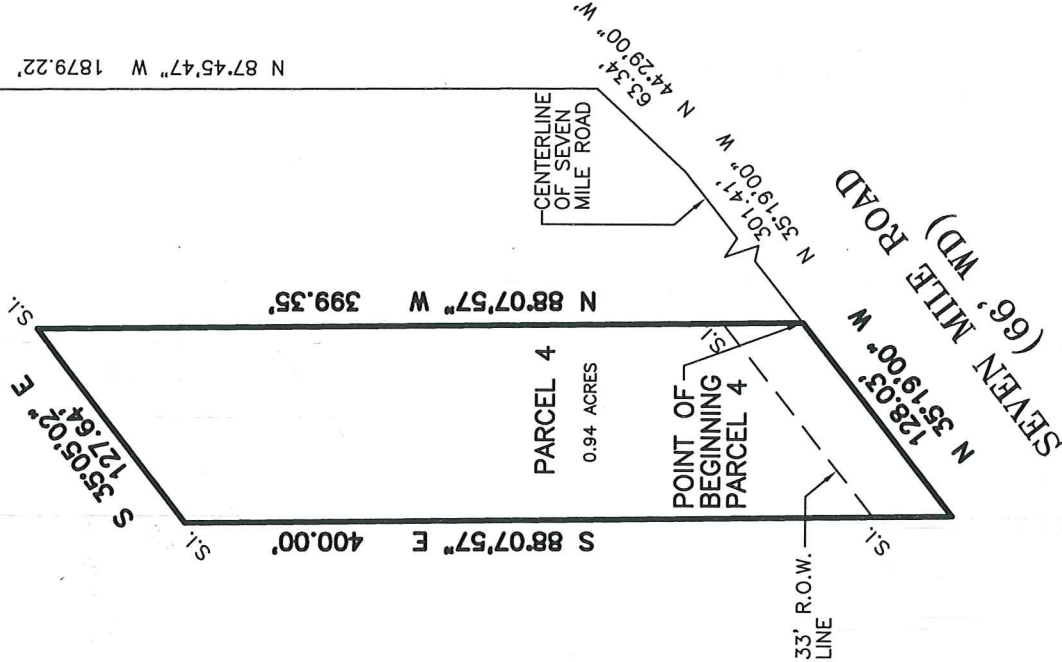 N 87°45'47" W 1879.22'
63.34'
N 44°29'00" W
CENTERLINE
OF SEVEN
MILE ROAD
301.41'
N 35°19'00" W
SEVEN MILE ROAD
(66' WD)
S.I.
N 88°07'57" W 399.35'
S 35°05'02" E
127.64'
PARCEL 4
0.94 ACRES
S.I.
POINT OF
BEGINNING
PARCEL 4
128.03'
N 35°19'00" W
S.I.
S 88°07'57" E 400.00'
S.I.
33' R.O.W.
LINE